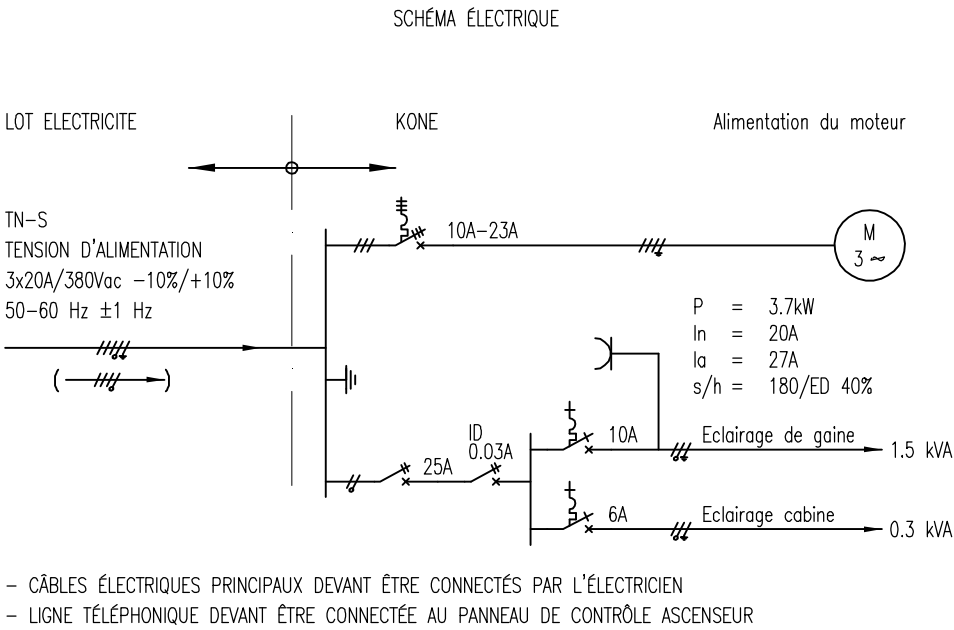 SCHÉMA ÉLECTRIQUE
LOT ELECTRICITE
KONE
Alimentation du moteur
TN-S
TENSION D'ALIMENTATION
3x20A/380Vac -10%/+10%
50-60 Hz ±1 Hz
10A-23A
M
3 ~
P = 3.7kW
In = 20A
Ia = 27A
s/h = 180/ED 40%
ID
0.03A
25A
10A
Eclairage de gaine
1.5 kVA
6A
Eclairage cabine
0.3 kVA
- CÂBLES ÉLECTRIQUES PRINCIPAUX DEVANT ÊTRE CONNECTÉS PAR L'ÉLECTRICIEN
- LIGNE TÉLÉPHONIQUE DEVANT ÊTRE CONNECTÉE AU PANNEAU DE CONTRÔLE ASCENSEUR